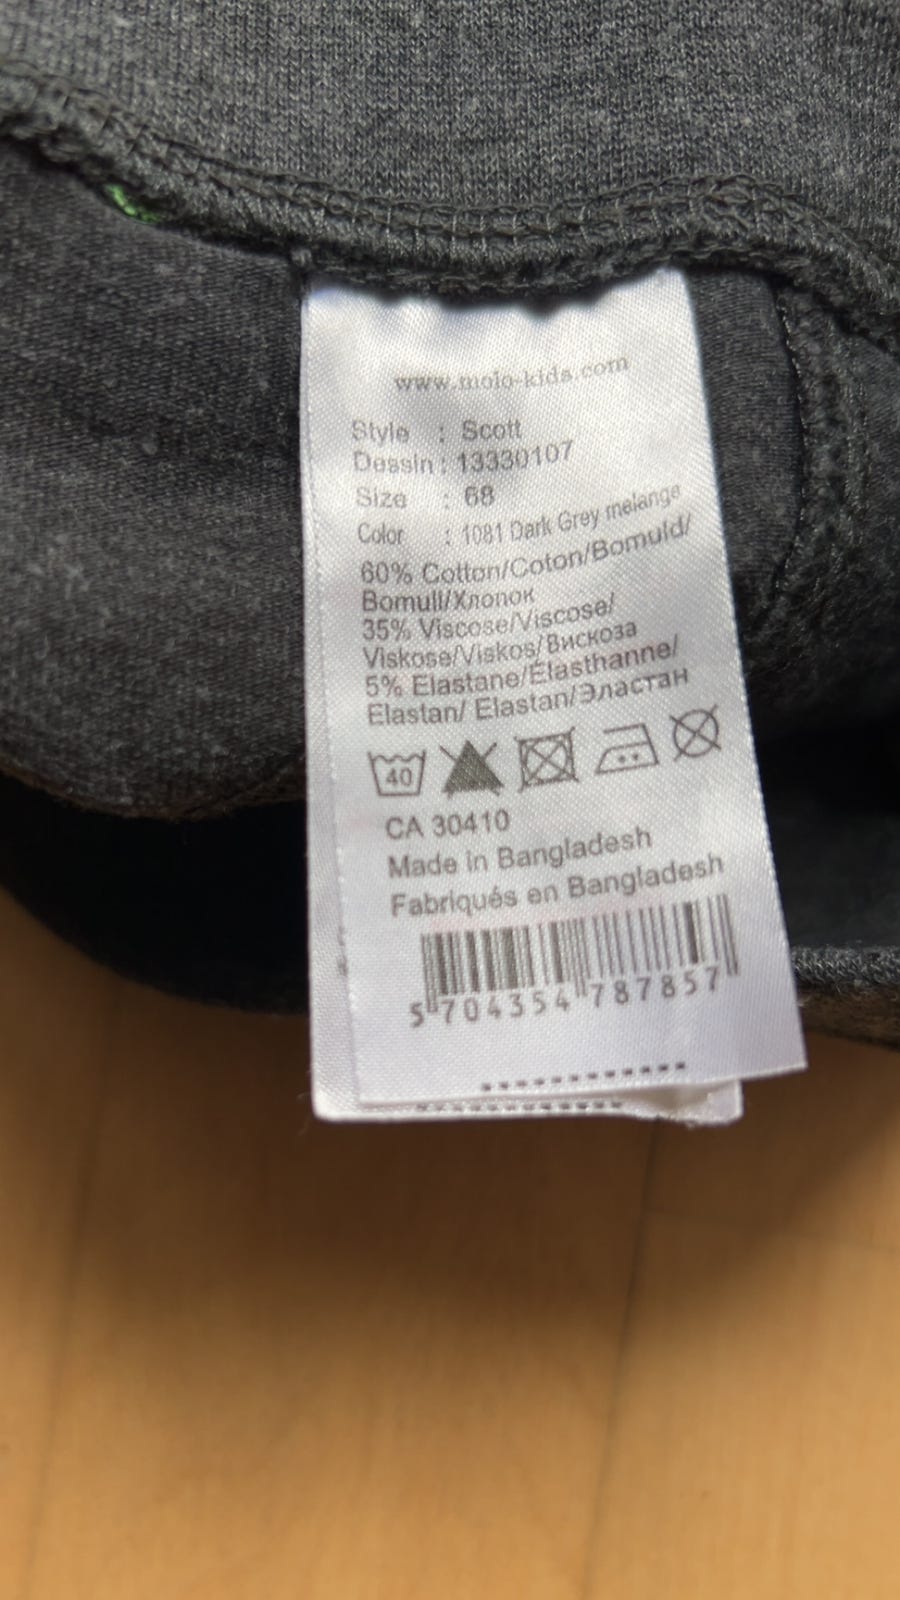 www.molo-kids.com
Style : Scott
Dessin : 13330107
Size : 68
Color : 1081 Dark Grey melange
60% Cotton/Coton/Bomuld/
Bomull/Хлопок
35% Viscose/Viscose/
Viskose/Viskos/Вискоза
5% Elastane/Élasthanne/
Elastan/ Elastan/Эластан
40
CA 30410
Made in Bangladesh
Fabriqués en Bangladesh
5 704354 787857